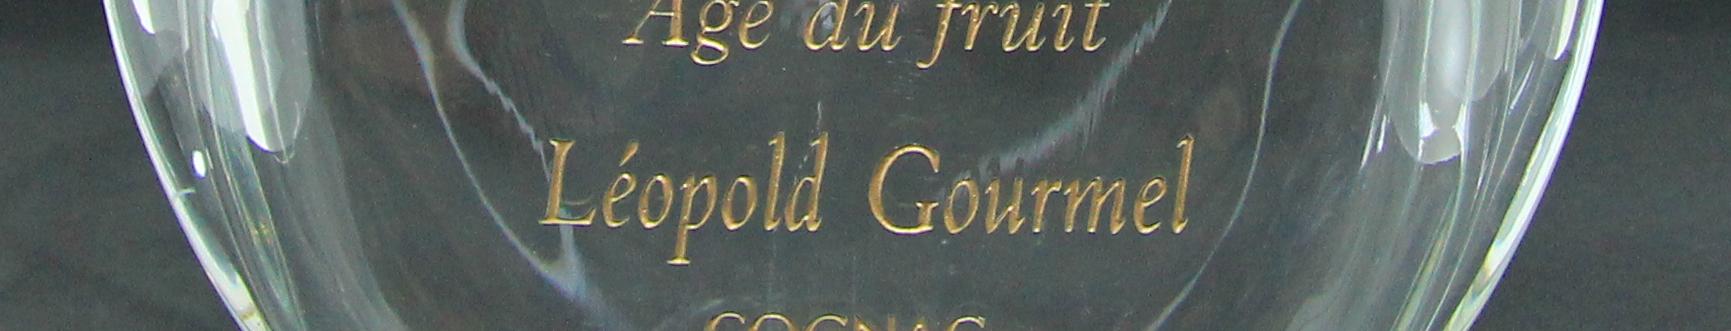 Age du fruit
Léopold Gourmel
COGNAC